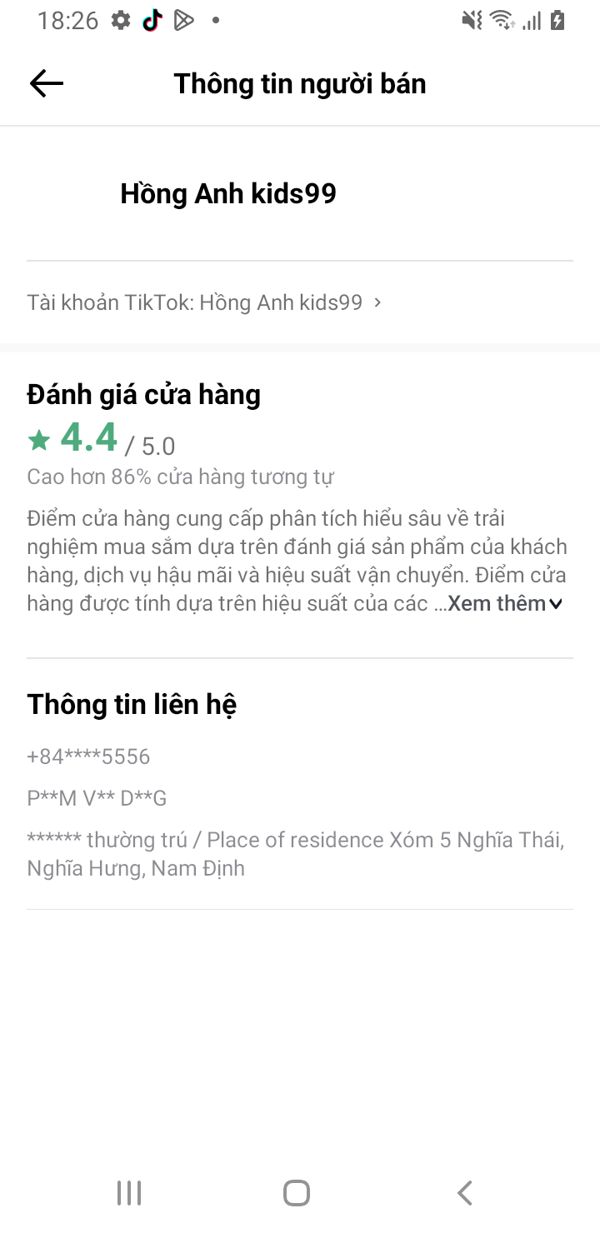 18:26
Thông tin người bán
Hồng Anh kids99
Tài khoản TikTok: Hồng Anh kids99 >
Đánh giá cửa hàng
4.4 / 5.0
Cao hơn 86% cửa hàng tương tự
Điểm cửa hàng cung cấp phân tích hiểu sâu về trải
nghiệm mua sắm dựa trên đánh giá sản phẩm của khách
hàng, dịch vụ hậu mãi và hiệu suất vận chuyển. Điểm cửa
hàng được tính dựa trên hiệu suất của các ...Xem thêm
Thông tin liên hệ
+84****5556
P**M V** D**G
****** thường trú / Place of residence Xóm 5 Nghĩa Thái,
Nghĩa Hưng, Nam Định